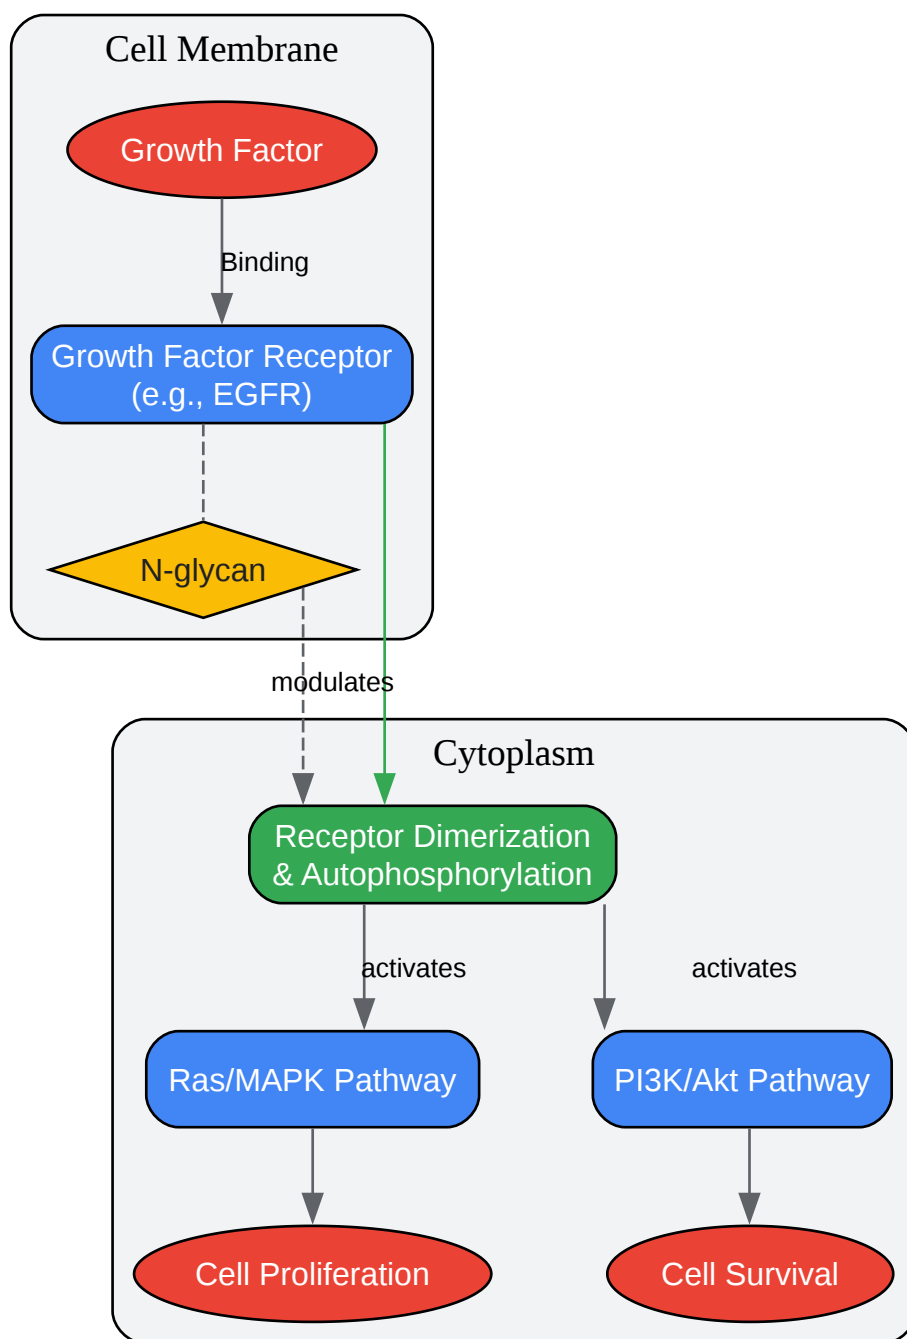 Cell Membrane
Growth Factor
Binding
Growth Factor Receptor
(e.g., EGFR)
N-glycan
modulates
Cytoplasm
Receptor Dimerization
& Autophosphorylation
activates
activates
Ras/MAPK Pathway
PI3K/Akt Pathway
Cell Proliferation
Cell Survival